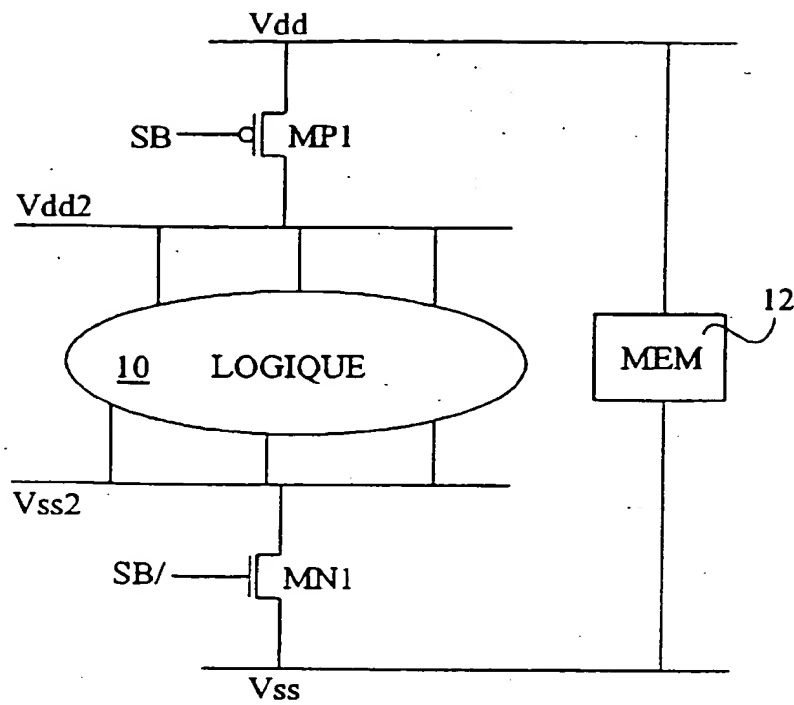 Vdd
SB MP1
Vdd2
12
10 LOGIQUE MEM
Vss2
SB/ MN1
Vss